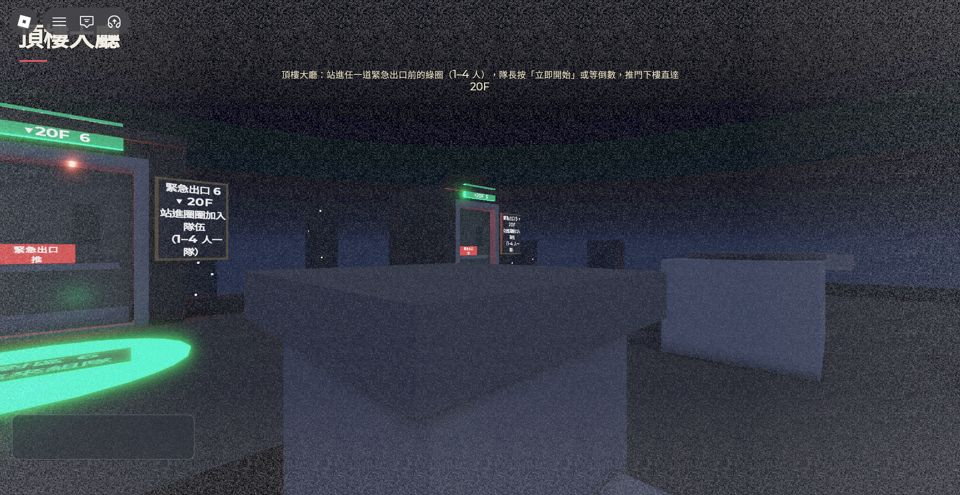 頂樓大廳
頂樓大廳：站進任一道緊急出口前的綠圈（1–4 人），隊長按「立即開始」或等倒數，推門下樓直達
20F
▼20F 6
緊急出口 6
▼ 20F
站進圈圈加入
隊伍
（1–4 人一
隊）
緊急出口
推